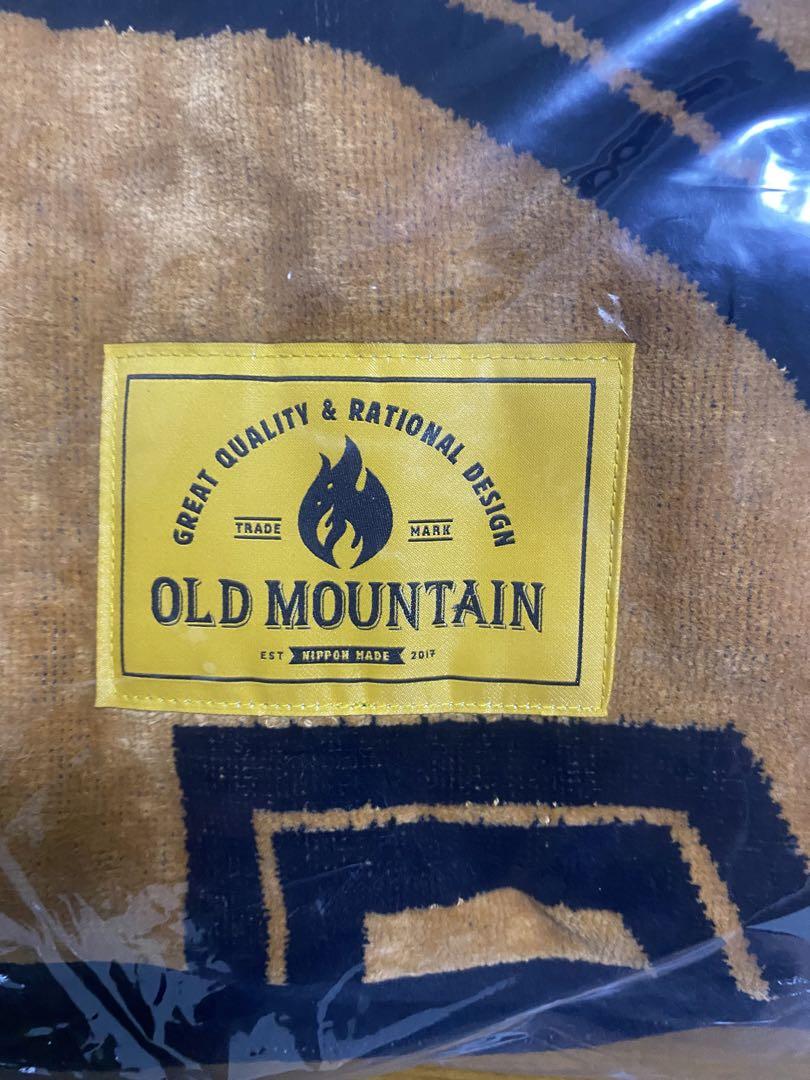 GREAT QUALITY & RATIONAL DESIGN
TRADE MARK
OLD MOUNTAIN
EST NIPPON MADE 2017